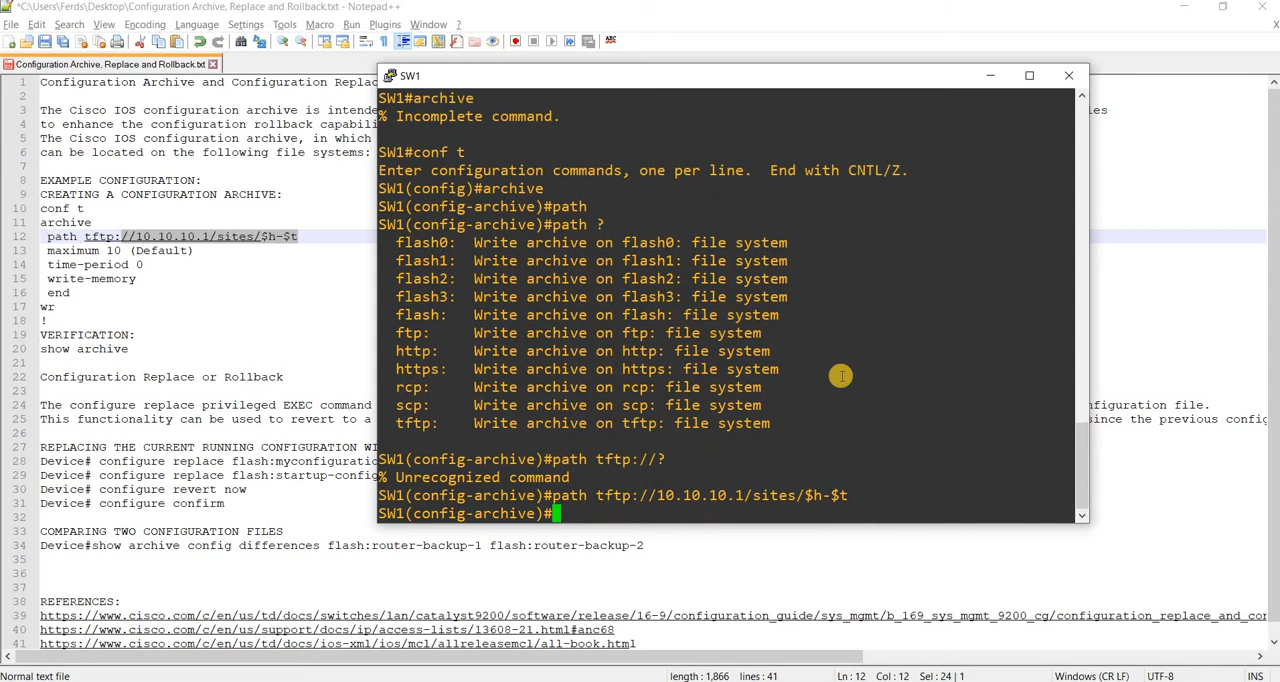 *C:\Users\Ferds\Desktop\Configuration Archive, Replace and Rollback.txt - Notepad++
File Edit Search View Encoding Language Settings Tools Macro Run Plugins Window ?
Configuration Archive, Replace and Rollback.txt
1 Configuration Archive and Configuration Replac
2
3 The Cisco IOS configuration archive is intende
4 to enhance the configuration rollback capabili
5 The Cisco IOS configuration archive, in which
6 can be located on the following file systems:
7
8 EXAMPLE CONFIGURATION:
9 CREATING A CONFIGURATION ARCHIVE:
10 conf t
11 archive
12 path tftp://10.10.10.1/sites/$h-$t
13 maximum 10 (Default)
14 time-period 0
15 write-memory
16 end
17 wr
18 !
19 VERIFICATION:
20 show archive
21
22 Configuration Replace or Rollback
23
24 The configure replace privileged EXEC command
25 This functionality can be used to revert to a
26
27 REPLACING THE CURRENT RUNNING CONFIGURATION WI
28 Device# configure replace flash:myconfiguratio
29 Device# configure replace flash:startup-config
30 Device# configure revert now
31 Device# configure confirm
32
33 COMPARING TWO CONFIGURATION FILES
34 Device#show archive config differences flash:router-backup-1 flash:router-backup-2
35
36
37
38 REFERENCES:
39 https://www.cisco.com/c/en/us/td/docs/switches/lan/catalyst9200/software/release/16-9/configuration_guide/sys_mgmt/b_169_sys_mgmt_9200_cg/configuration_replace_and_con
40 https://www.cisco.com/c/en/us/support/docs/ip/access-lists/13608-21.html#anc68
41 https://www.cisco.com/c/en/us/td/docs/ios-xml/ios/mcl/allreleasemcl/all-book.html
les
nfiguration file.
since the previous config
SW1
SW1#archive
% Incomplete command.
SW1#conf t
Enter configuration commands, one per line.  End with CNTL/Z.
SW1(config)#archive
SW1(config-archive)#path
SW1(config-archive)#path ?
flash0:  Write archive on flash0: file system
flash1:  Write archive on flash1: file system
flash2:  Write archive on flash2: file system
flash3:  Write archive on flash3: file system
flash:   Write archive on flash: file system
ftp:     Write archive on ftp: file system
http:    Write archive on http: file system
https:   Write archive on https: file system
rcp:     Write archive on rcp: file system
scp:     Write archive on scp: file system
tftp:    Write archive on tftp: file system
SW1(config-archive)#path tftp://?
% Unrecognized command
SW1(config-archive)#path tftp://10.10.10.1/sites/$h-$t
SW1(config-archive)#
Normal text file length : 1,866 lines : 41 Ln : 12 Col : 12 Sel : 24 | 1 Windows (CR LF) UTF-8 INS